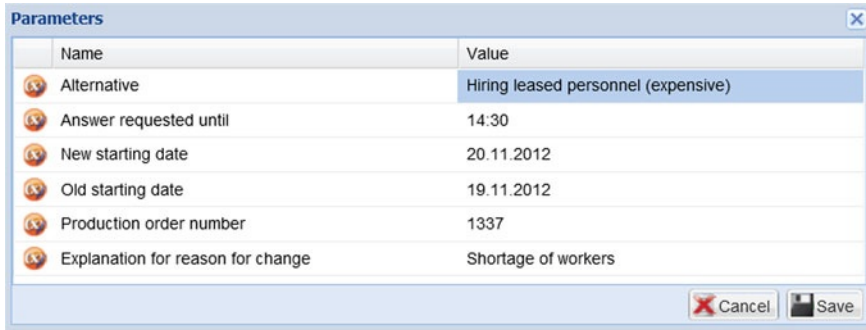 Parameters
Name Value
Alternative Hiring leased personnel (expensive)
Answer requested until 14:30
New starting date 20.11.2012
Old starting date 19.11.2012
Production order number 1337
Explanation for reason for change Shortage of workers
Cancel Save